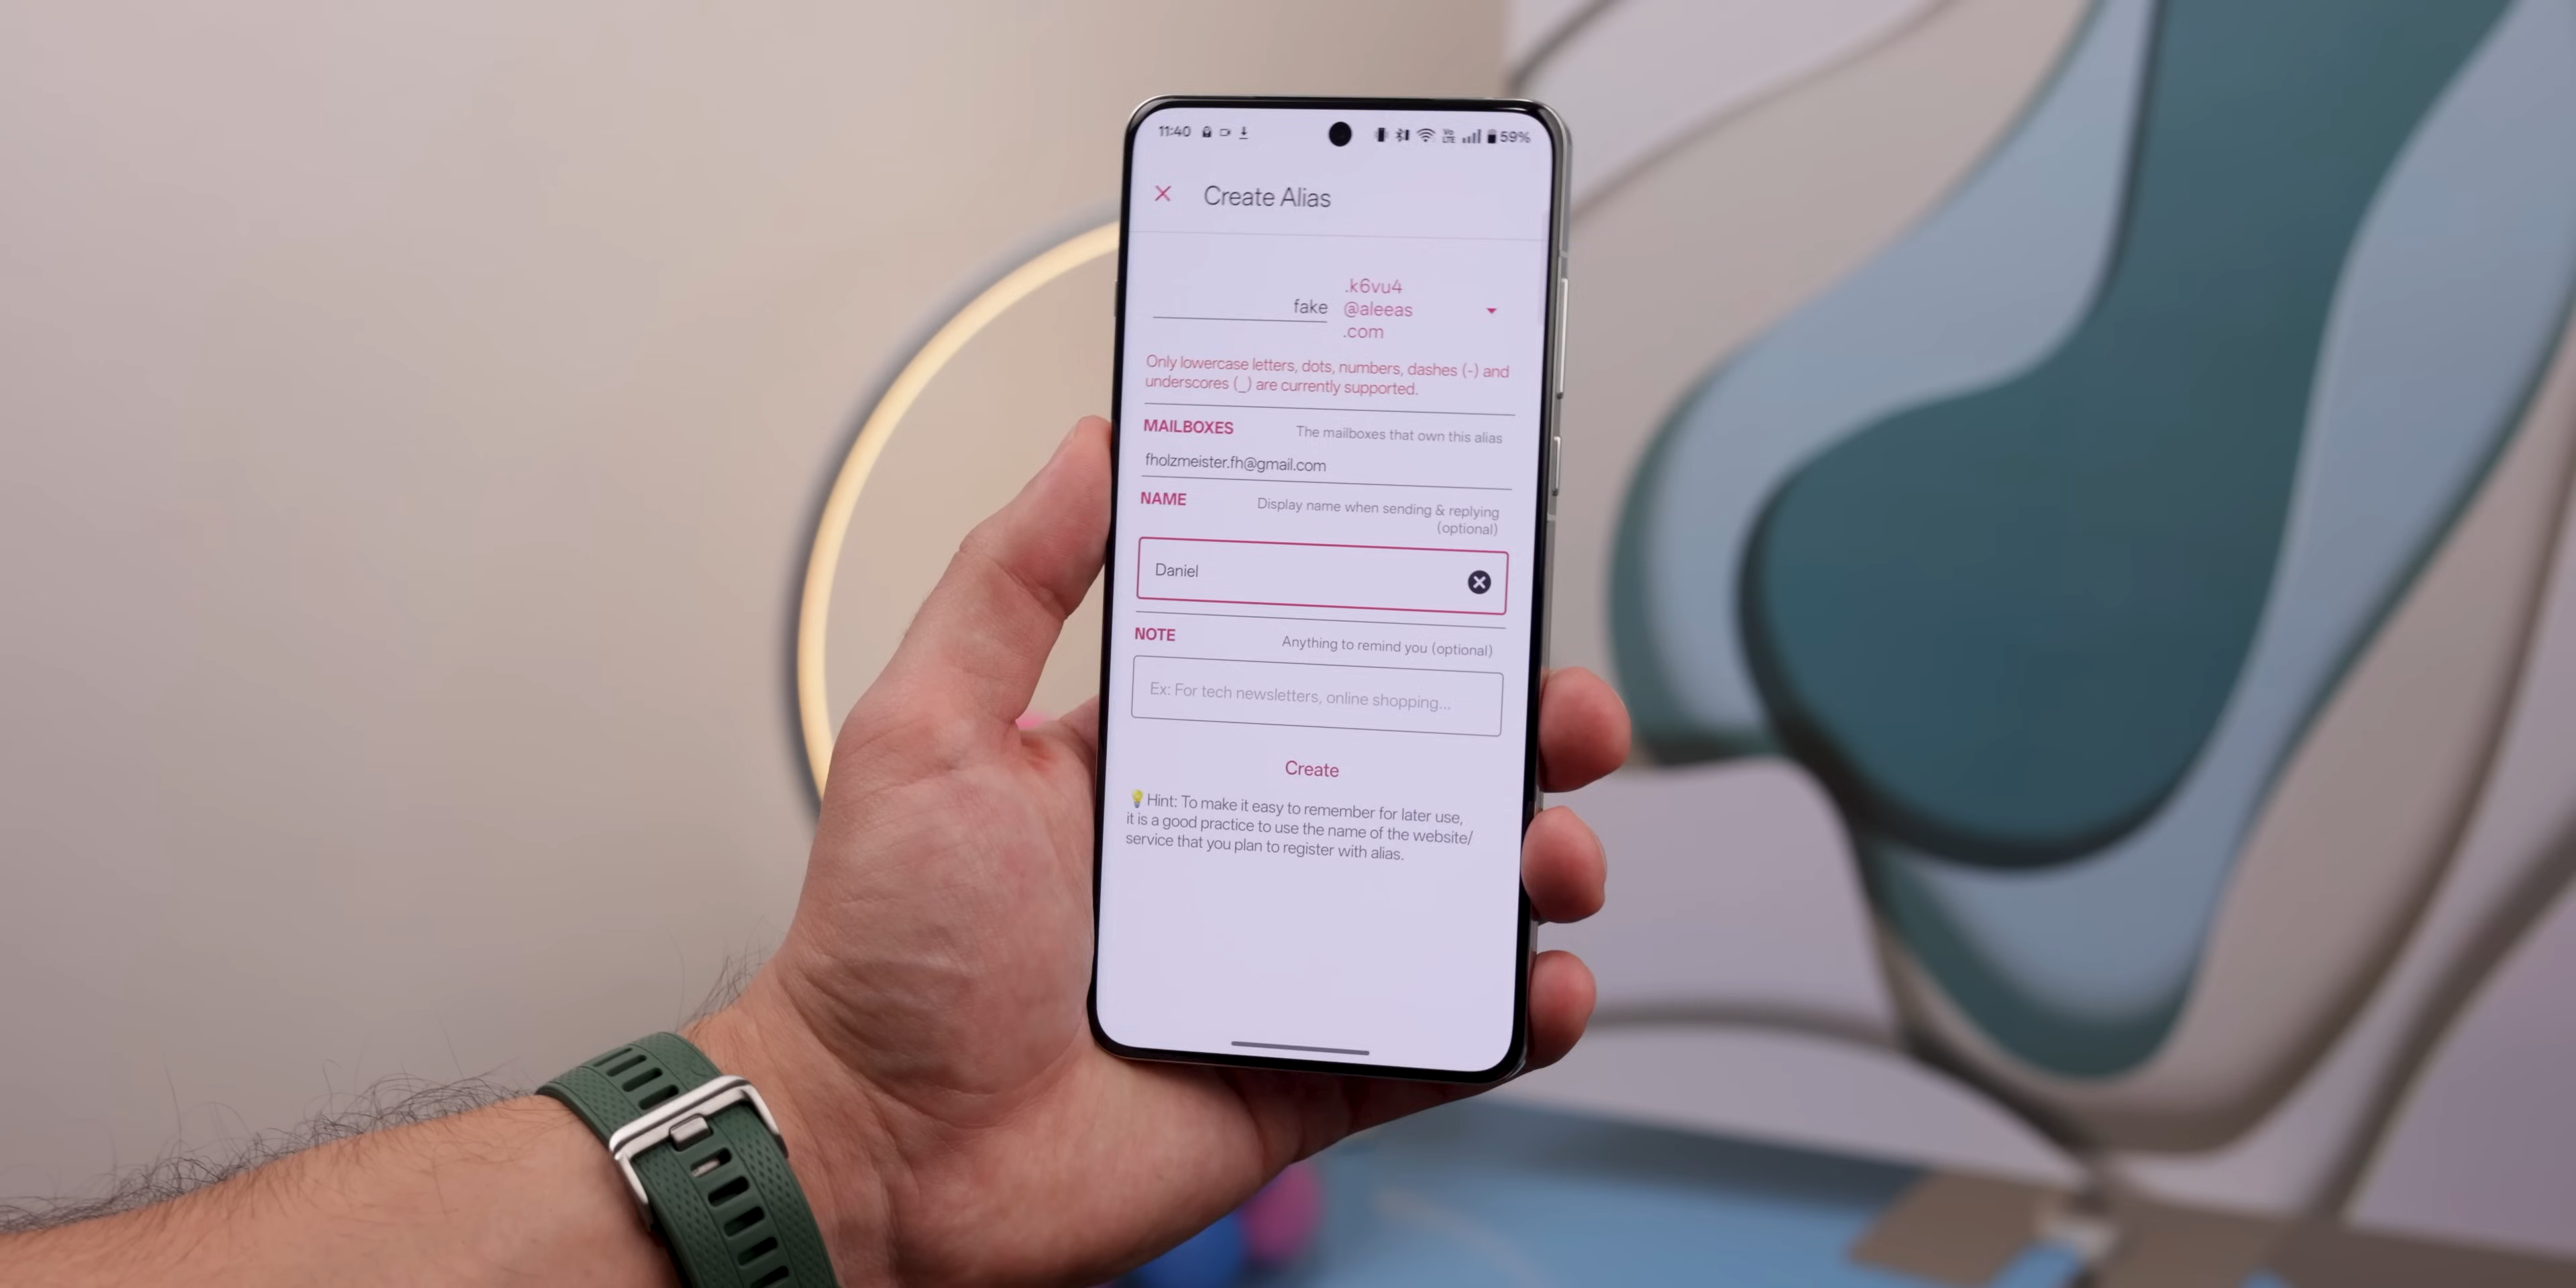 11:40 Vo LTE 59%
Create Alias
fake
.k6vu4
@aleeas
.com
Only lowercase letters, dots, numbers, dashes (-) and
underscores (_) are currently supported.
MAILBOXES The mailboxes that own this alias
fholzmeister.fh@gmail.com
NAME Display name when sending & replying
(optional)
Daniel
NOTE Anything to remind you (optional)
Ex: For tech newsletters, online shopping...
Create
💡Hint: To make it easy to remember for later use,
it is a good practice to use the name of the website/
service that you plan to register with alias.